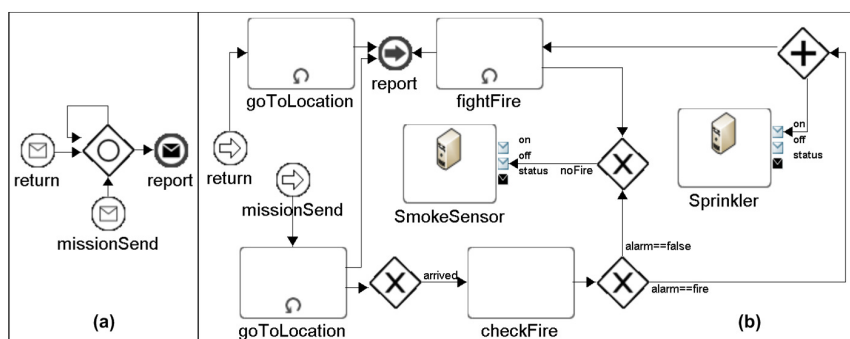 return
report
missionSend
(a)
goToLocation
report
fightFire
return
missionSend
on
off
status
noFire
SmokeSensor
on
off
status
Sprinkler
alarm==false
arrived
alarm==fire
goToLocation
checkFire
(b)